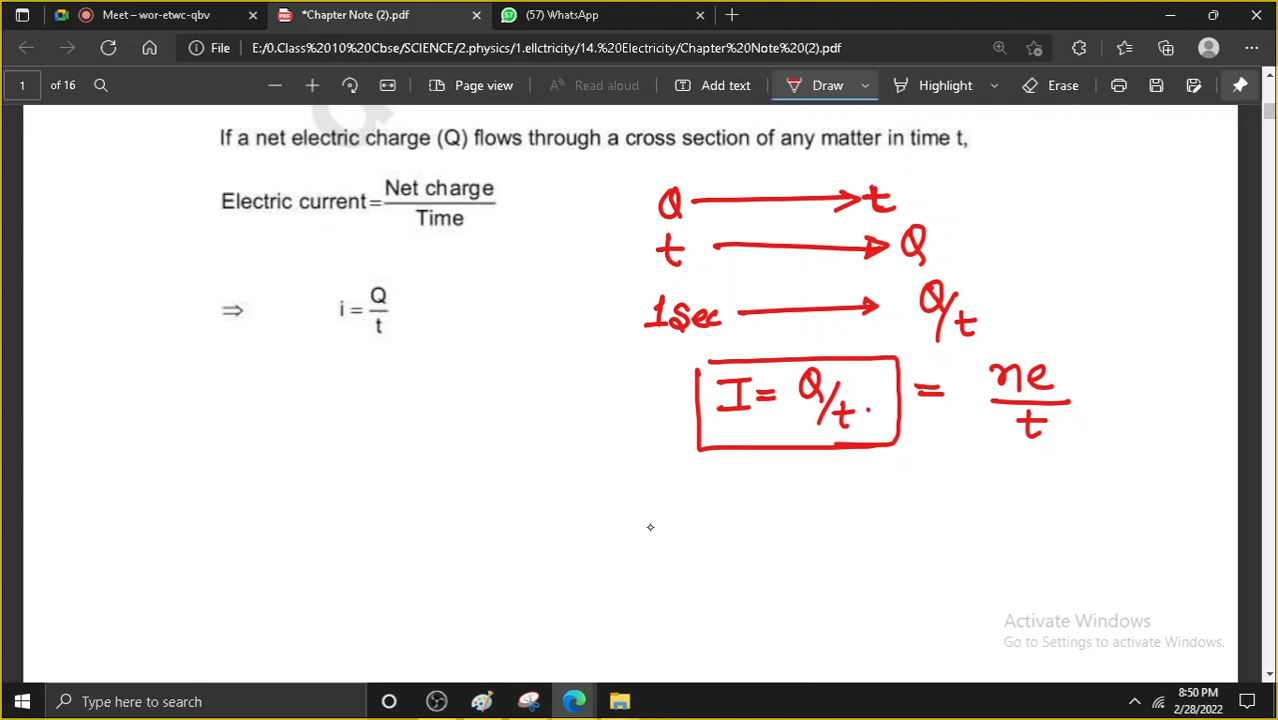 Meet – wor-etwc-qbv
*Chapter Note (2).pdf
(57) WhatsApp
File
E:/0.Class%2010%20Cbse/SCIENCE/2.physics/1.ellctricity/14.%20Electricity/Chapter%20Note%20(2).pdf
1 of 16
Page view
Read aloud
Add text
Draw
Highlight
Erase
If a net electric charge (Q) flows through a cross section of any matter in time t,
Electric current = Net charge / Time
⇒ i = Q / t
Q → t
t → Q
1 Sec → Q/t
I = Q/t. = ne / t
Activate Windows
Go to Settings to activate Windows.
Type here to search
8:50 PM
2/28/2022